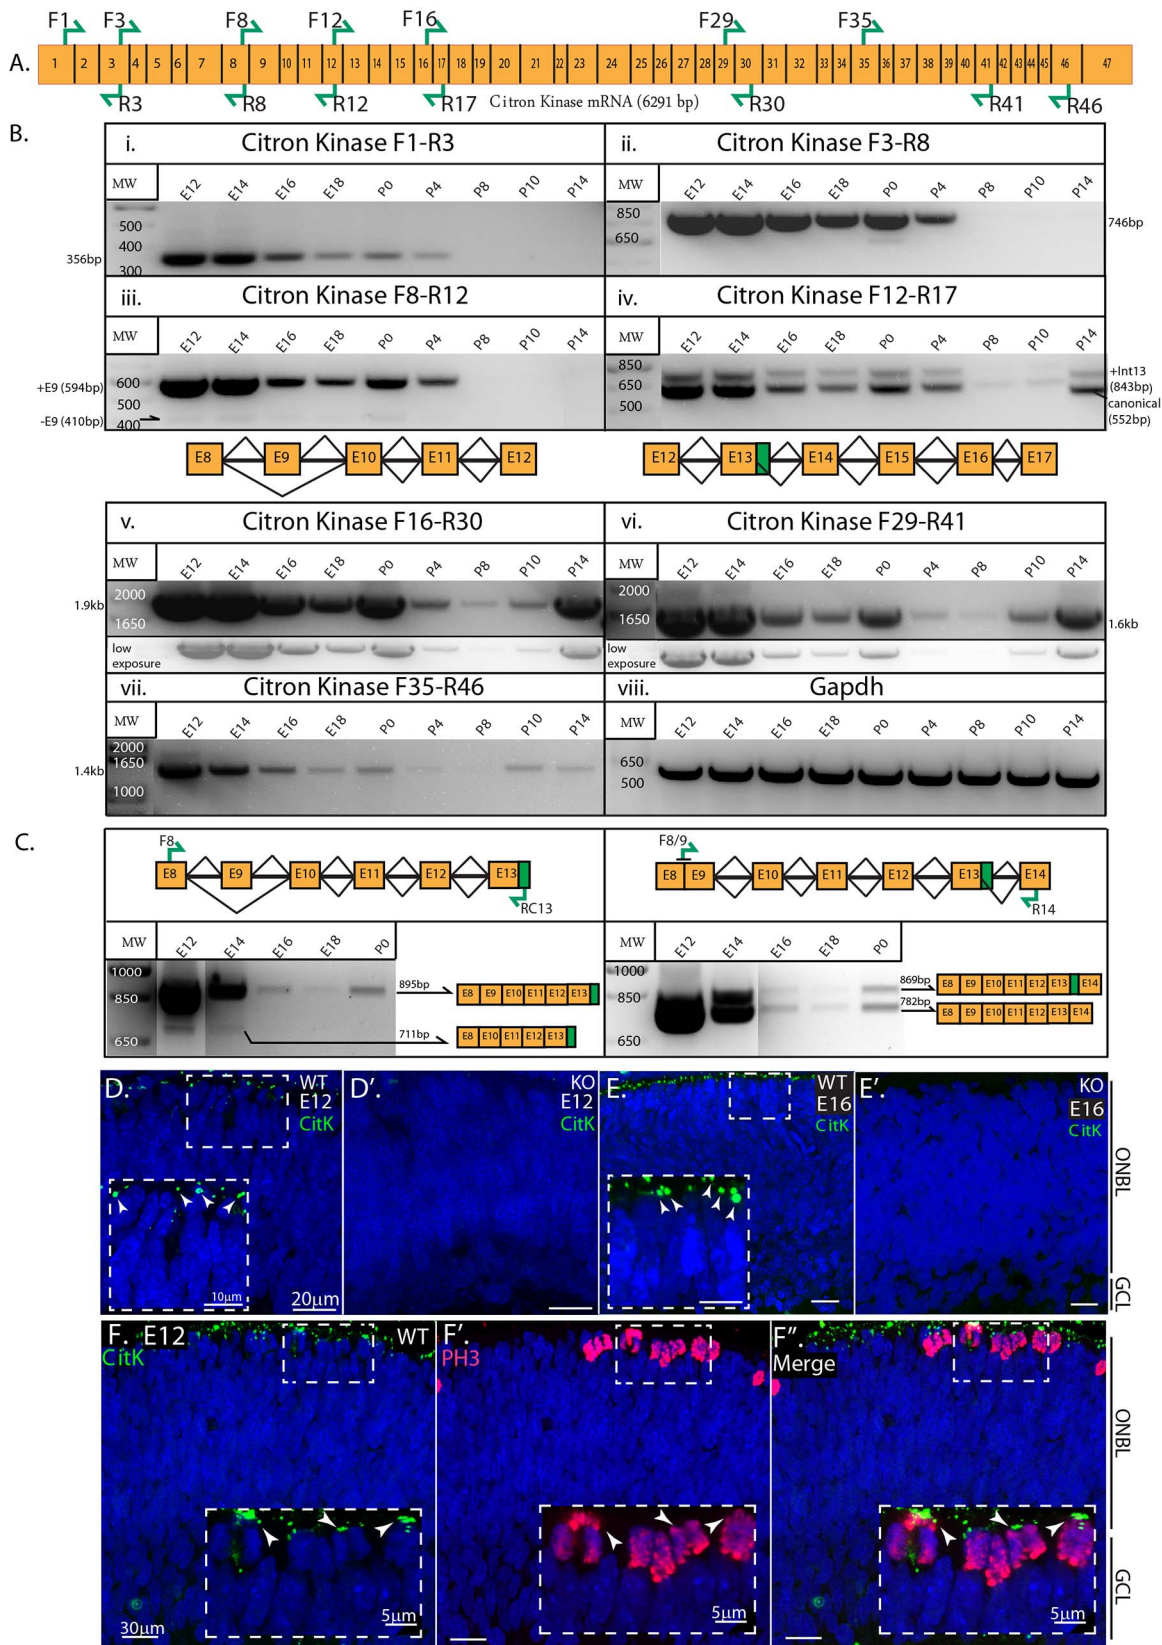 F1 F3 F8 F12 F16 F29 F35
A. 1 2 3 4 5 6 7 8 9 10 11 12 13 14 15 16 17 18 19 20 21 22 23 24 25 26 27 28 29 30 31 32 33 34 35 36 37 38 39 40 41 42 43 44 45 46 47
R3 R8 R12 R17 Citron Kinase mRNA (6291 bp) R30 R41 R46
B.
i. Citron Kinase F1-R3
MW E12 E14 E16 E18 P0 P4 P8 P10 P14
500
400
356bp
300
ii. Citron Kinase F3-R8
MW E12 E14 E16 E18 P0 P4 P8 P10 P14
850
746bp
650
iii. Citron Kinase F8-R12
MW E12 E14 E16 E18 P0 P4 P8 P10 P14
+E9 (594bp) 600
500
-E9 (410bp) 400
E8 E9 E10 E11 E12
iv. Citron Kinase F12-R17
MW E12 E14 E16 E18 P0 P4 P8 P10 P14
850
+Int13
650
(843bp)
canonical
500
(552bp)
E12 E13 E14 E15 E16 E17
v. Citron Kinase F16-R30
MW E12 E14 E16 E18 P0 P4 P8 P10 P14
2000
1.9kb
1650
low
exposure
vi. Citron Kinase F29-R41
MW E12 E14 E16 E18 P0 P4 P8 P10 P14
2000
1650 1.6kb
low
exposure
vii. Citron Kinase F35-R46
MW E12 E14 E16 E18 P0 P4 P8 P10 P14
2000
1650
1.4kb
1000
viii. Gapdh
MW E12 E14 E16 E18 P0 P4 P8 P10 P14
650
500
C.
F8
E8 E9 E10 E11 E12 E13
RC13
MW E12 E14 E16 E18 P0
1000
895bp
E8 E9 E10 E11 E12 E13
850
711bp
E8 E10 E11 E12 E13
650
F8/9
E8 E9 E10 E11 E12 E13 E14
R14
MW E12 E14 E16 E18 P0
1000
869bp
E8 E9 E10 E11 E12 E13 E14
850
782bp
E8 E9 E10 E11 E12 E13 E14
650
D. WT
E12
CitK
10µm
20µm
D'. KO
E12
CitK
E. WT
E16
CitK
E'. KO
E16
CitK
ONBL
GCL
F. E12 WT
CitK
5µm
30µm
F'.
PH3
5µm
F".
Merge
5µm
ONBL
GCL